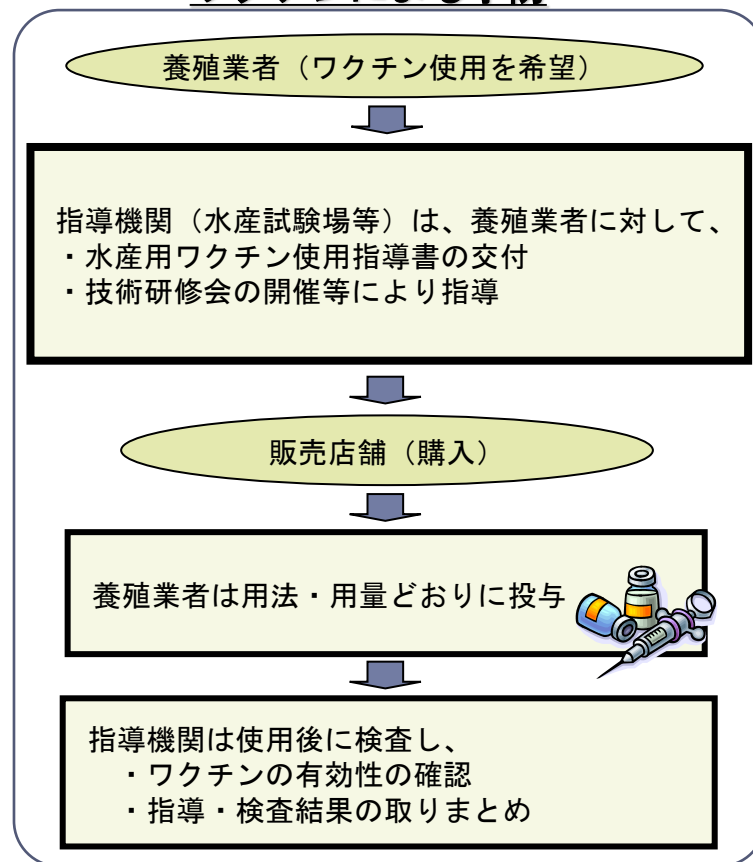 養殖業者（ワクチン使用を希望）
指導機関（水産試験場等）は、養殖業者に対して、
・水産用ワクチン使用指導書の交付
・技術研修会の開催等により指導
販売店舗（購入）
養殖業者は用法・用量どおりに投与
指導機関は使用後に検査し、
・ワクチンの有効性の確認
・指導・検査結果の取りまとめ